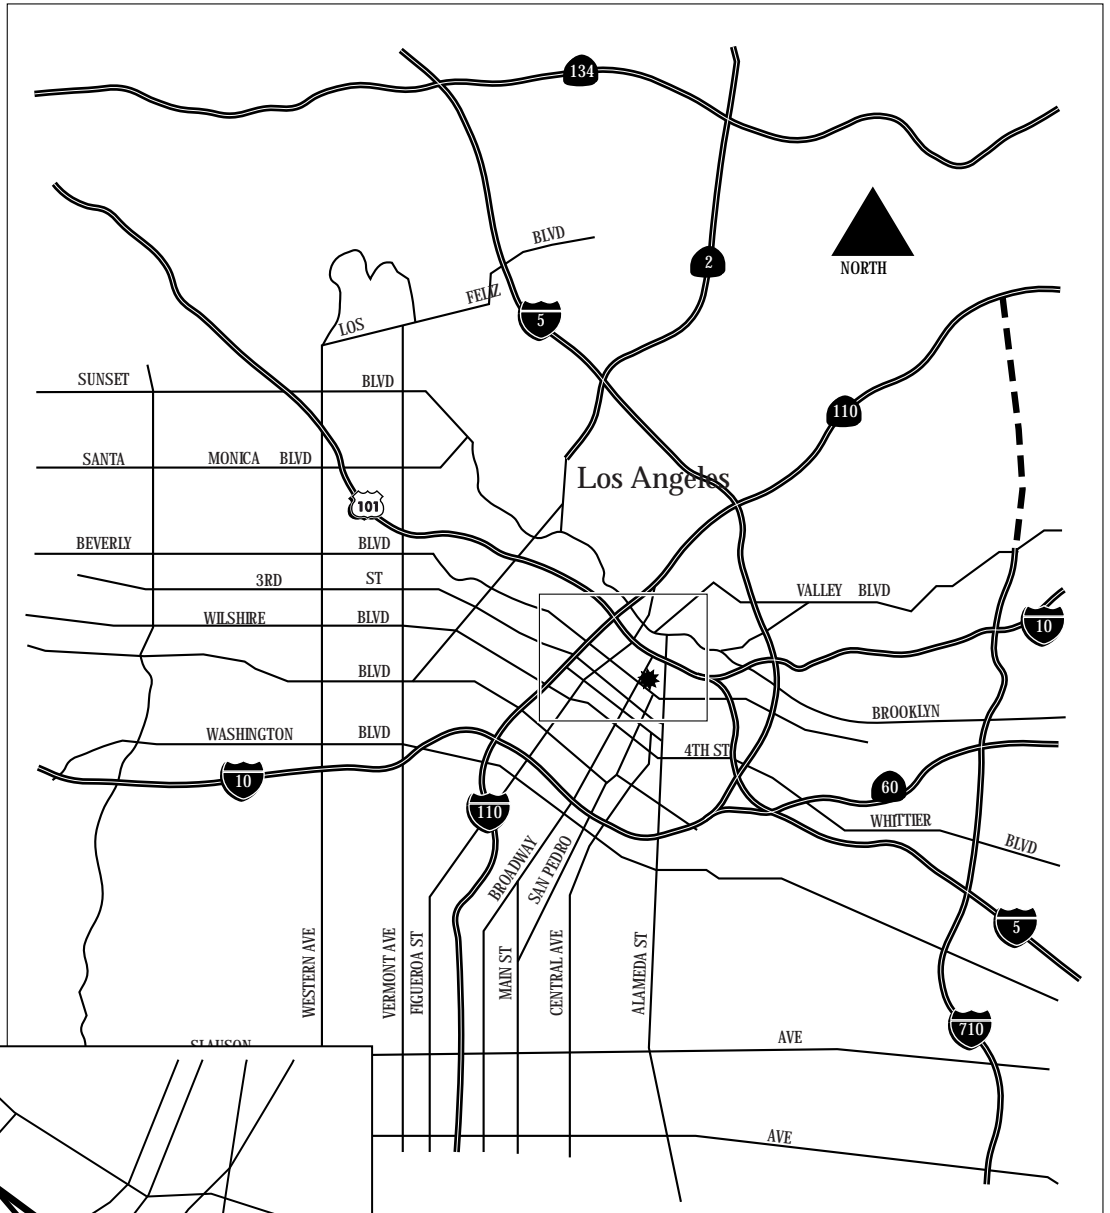 134
BLVD
2
NORTH
FELIZ
5
LOS
SUNSET BLVD
110
SANTA MONICA BLVD
Los Angeles
101
BEVERLY BLVD
3RD ST
VALLEY BLVD
WILSHIRE BLVD
10
BLVD
BROOKLYN
WASHINGTON BLVD
4TH ST
10
60
110
WHITTIER
BLVD
BROADWAY
SAN PEDRO
5
WESTERN AVE
VERMONT AVE
FIGUEROA ST
MAIN ST
CENTRAL AVE
ALAMEDA ST
710
SLAUSON AVE
AVE